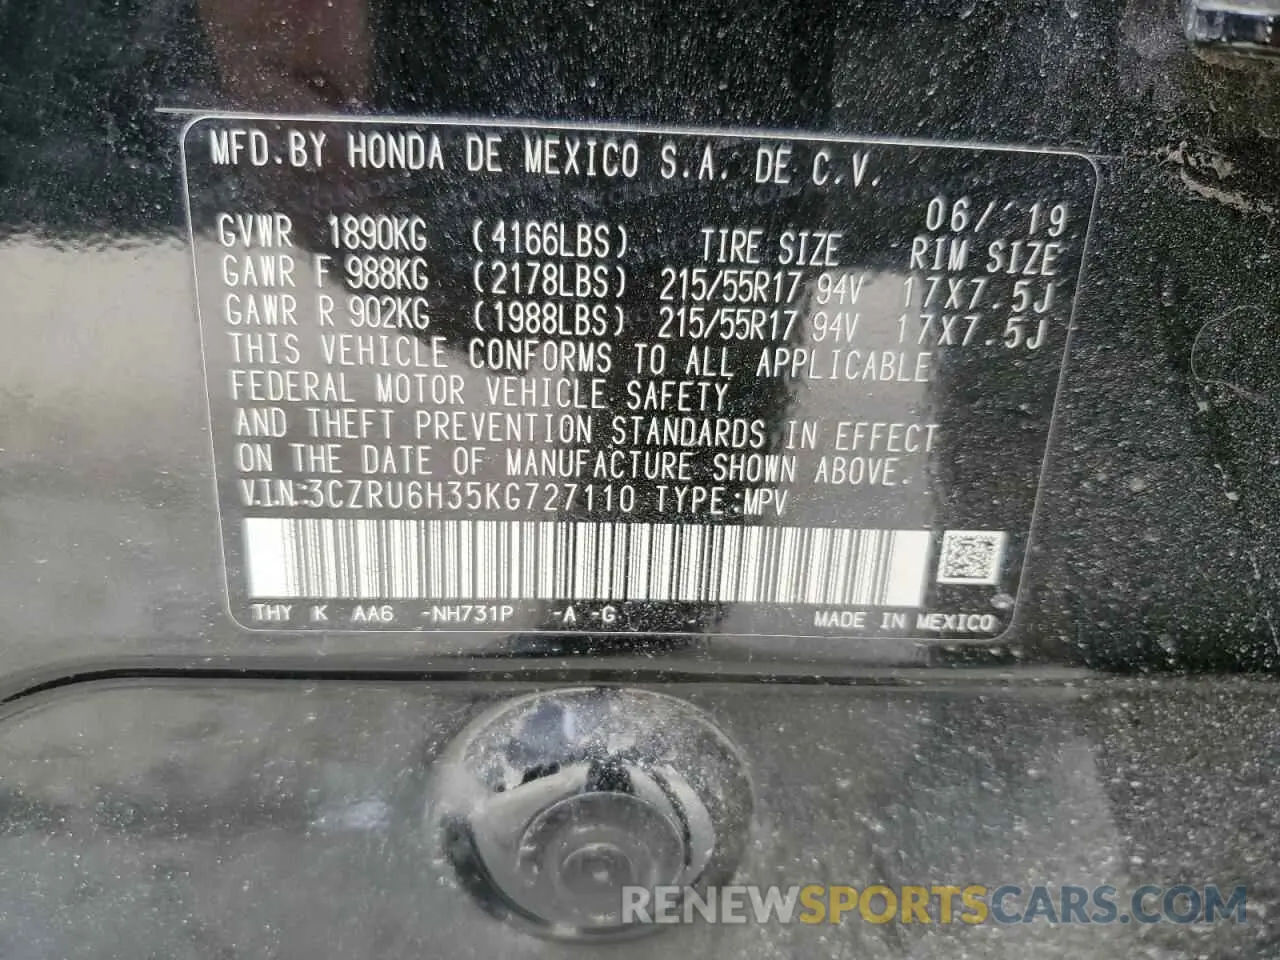 MFD.BY HONDA DE MEXICO S.A. DE C.V.
06/ '19
GVWR 1890KG (4166LBS) TIRE SIZE RIM SIZE
GAWR F 988KG (2178LBS) 215/55R17 94V 17X7.5J
GAWR R 902KG (1988LBS) 215/55R17 94V 17X7.5J
THIS VEHICLE CONFORMS TO ALL APPLICABLE
FEDERAL MOTOR VEHICLE SAFETY
AND THEFT PREVENTION STANDARDS IN EFFECT
ON THE DATE OF MANUFACTURE SHOWN ABOVE.
V.I.N.:3CZRU6H35KG727110 TYPE:MPV
THY K AA6 -NH731P -A -G MADE IN MEXICO
RENEWSPORTSCARS.COM